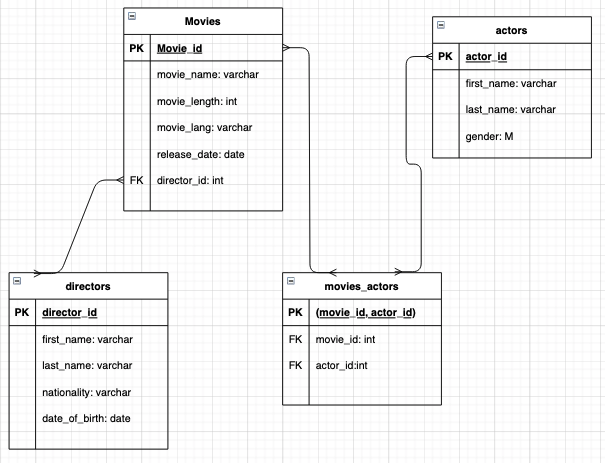 Movies
PK Movie_id
movie_name: varchar
movie_length: int
movie_lang: varchar
release_date: date
FK director_id: int
actors
PK actor_id
first_name: varchar
last_name: varchar
gender: M
directors
PK director_id
first_name: varchar
last_name: varchar
nationality: varchar
date_of_birth: date
movies_actors
PK (movie_id, actor_id)
FK movie_id: int
FK actor_id:int